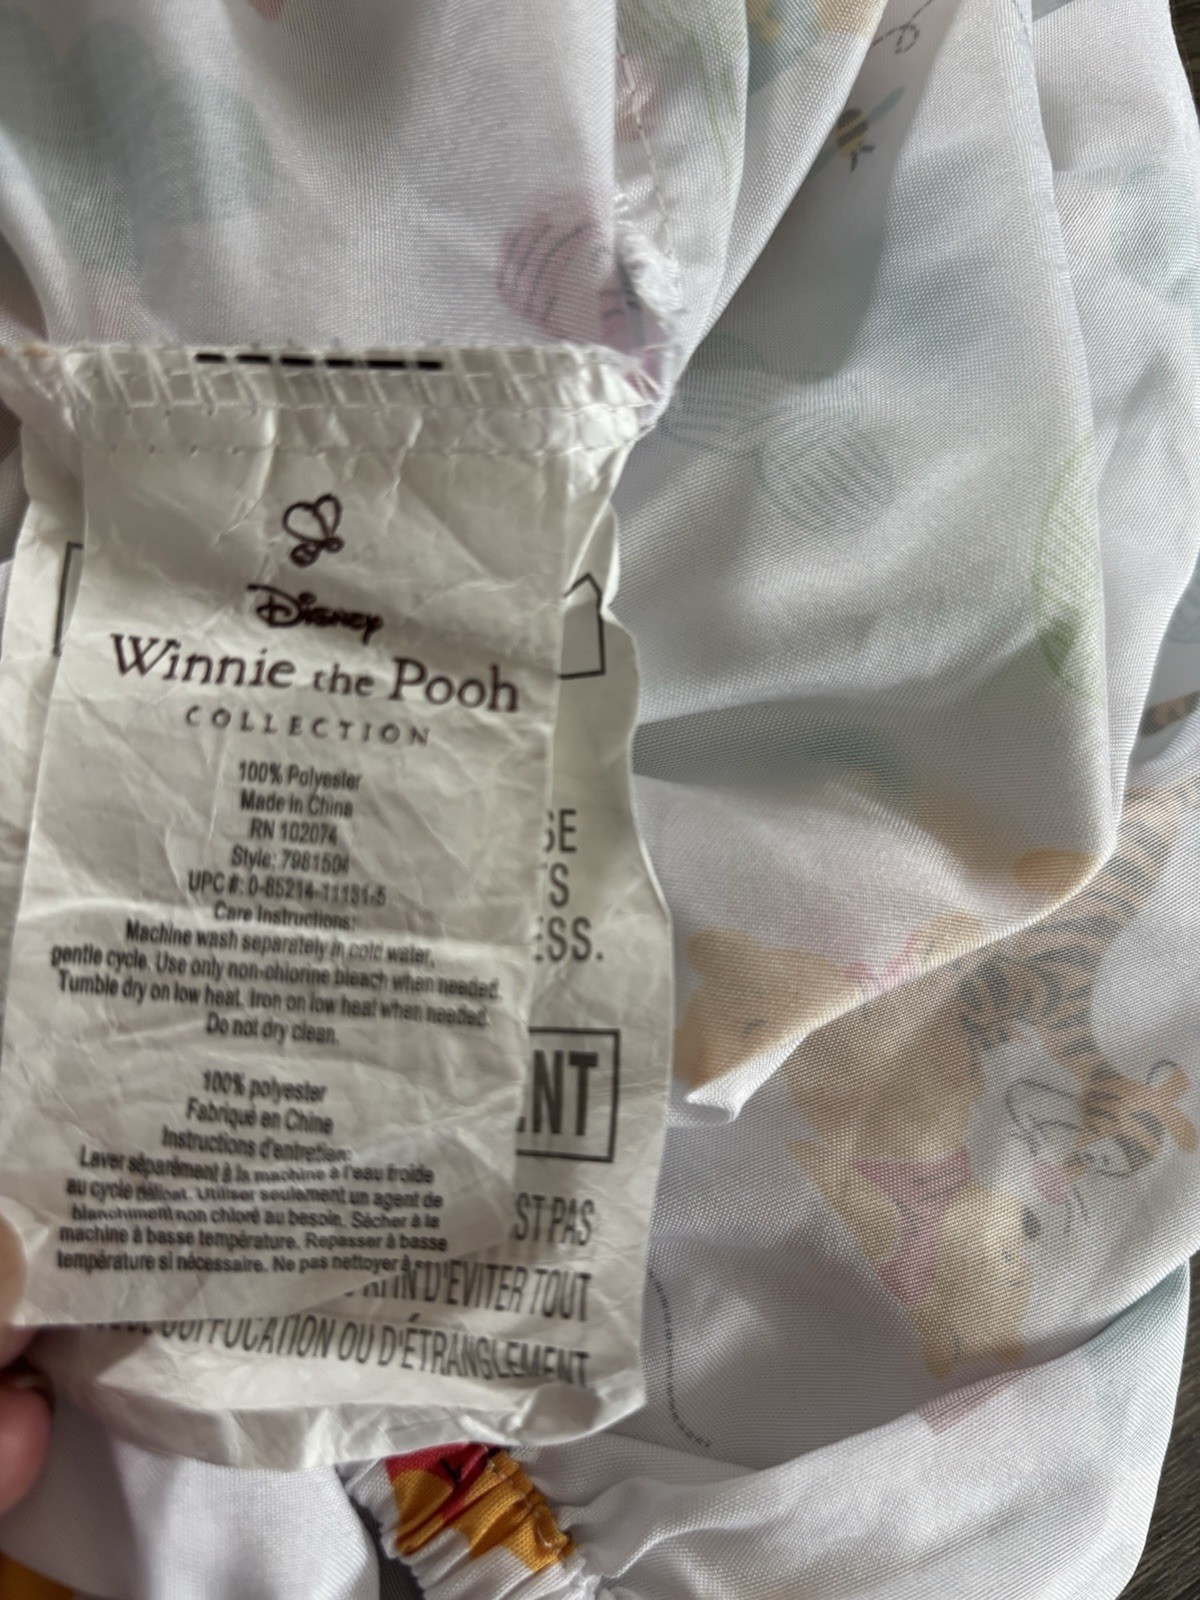 Disney
Winnie the Pooh
COLLECTION
100% Polyester
Made in China
RN 102074
Style: 7981504
UPC #: 0-85214-11131-5
Care Instructions:
Machine wash separately in cold water,
gentle cycle. Use only non-chlorine bleach when needed.
Tumble dry on low heat. Iron on low heat when needed.
Do not dry clean.
100% polyester
Fabriqué en Chine
Instructions d'entretien:
Laver séparément à la machine à l'eau froide
au cycle délicat. Utiliser seulement un agent de
blanchiment non chloré au besoin. Sécher à la
machine à basse température. Repasser à basse
température si nécessaire. Ne pas nettoyer à
ESS.
NT
ST PAS
D'EVITER TOUT
OU D'ÉTRANGLEMENT